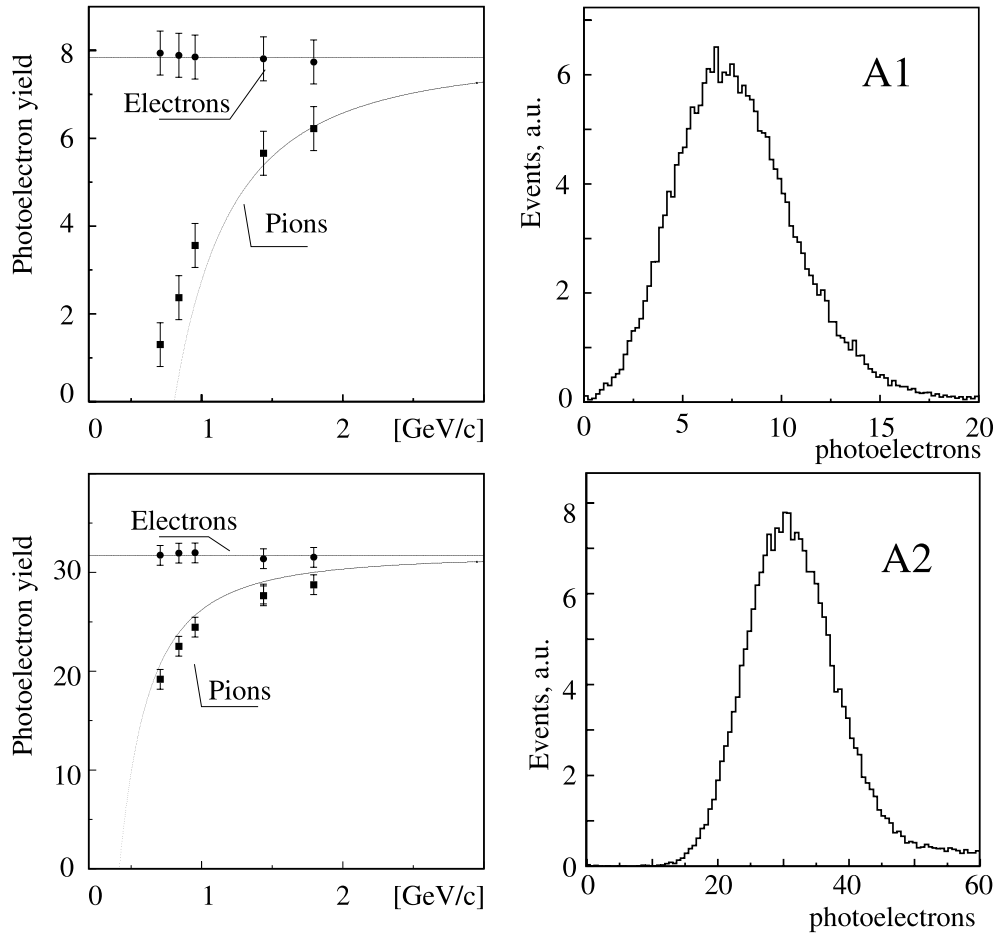 Photoelectron yield
8
6
4
2
0
Electrons
Pions
0 1 2 [GeV/c]
Events, a.u.
6
4
2
0
A1
0 5 10 15 20
photoelectrons
Photoelectron yield
30
20
10
0
Electrons
Pions
0 1 2 [GeV/c]
Events, a.u.
8
6
4
2
0
A2
0 20 40 60
photoelectrons